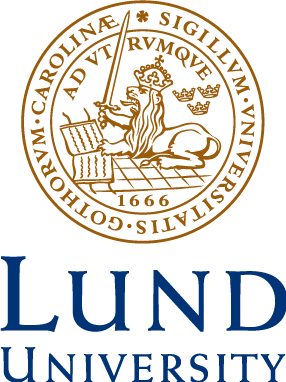 SIGILLVM·VNIVERSITATIS·GOTHORVM·CAROLINÆ
AD VTRVMQVE
1666
LUND
UNIVERSITY